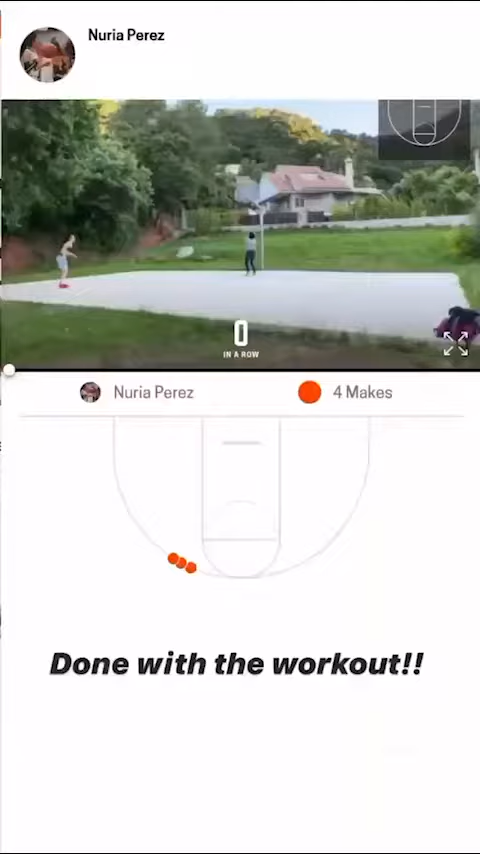 Nuria Perez
0
IN A ROW
Nuria Perez
4 Makes
Done with the workout!!